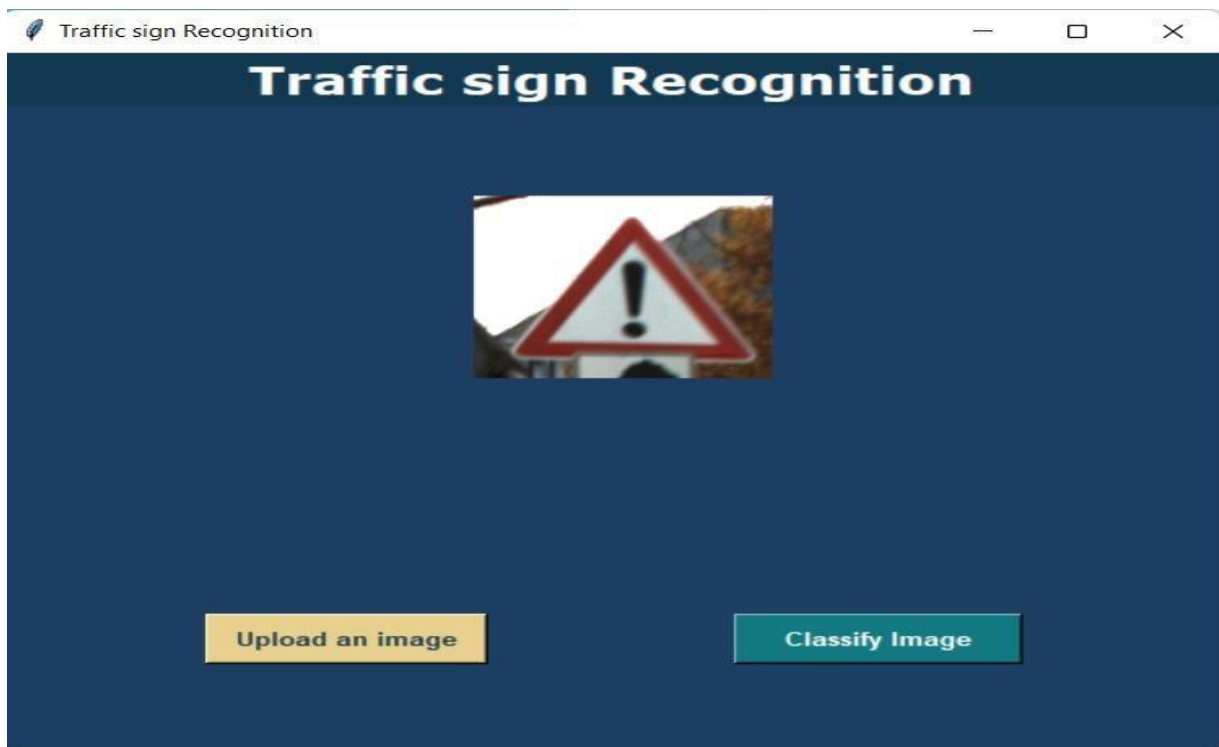 Traffic sign Recognition
Traffic sign Recognition
!
Upload an image
Classify Image